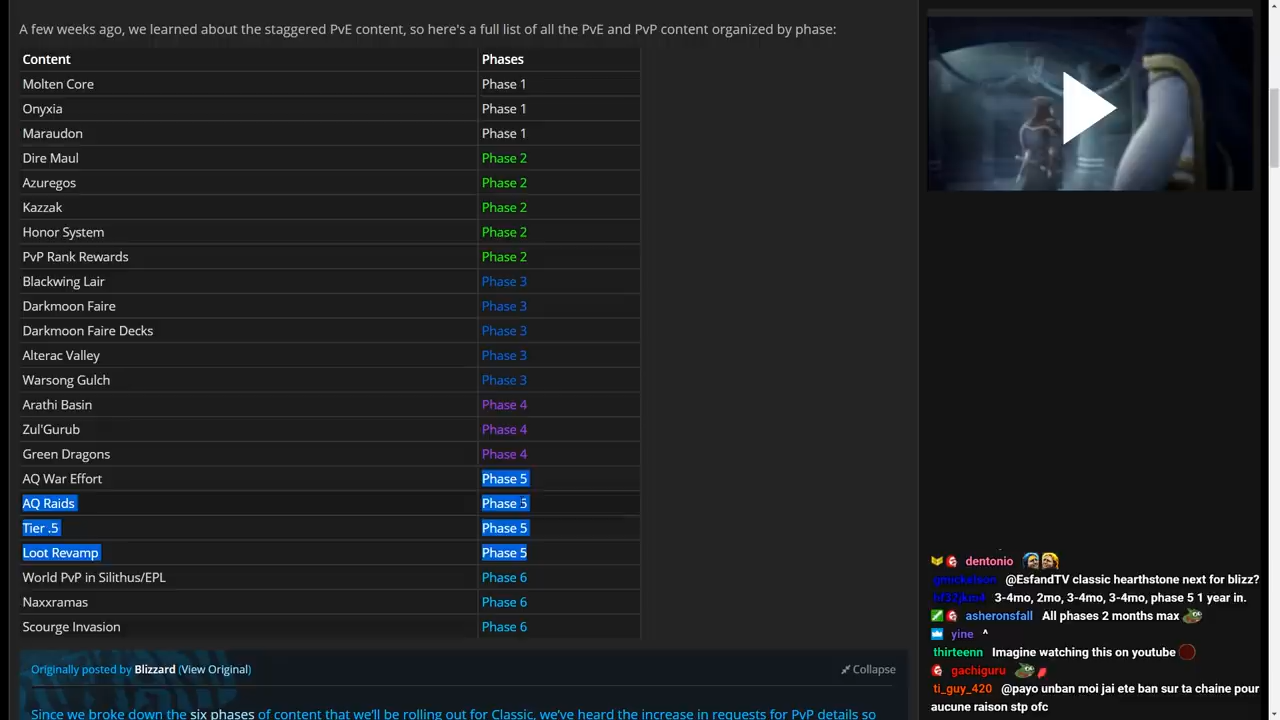 A few weeks ago, we learned about the staggered PvE content, so here's a full list of all the PvE and PvP content organized by phase:
Content Phases
Molten Core Phase 1
Onyxia Phase 1
Maraudon Phase 1
Dire Maul Phase 2
Azuregos Phase 2
Kazzak Phase 2
Honor System Phase 2
PvP Rank Rewards Phase 2
Blackwing Lair Phase 3
Darkmoon Faire Phase 3
Darkmoon Faire Decks Phase 3
Alterac Valley Phase 3
Warsong Gulch Phase 3
Arathi Basin Phase 4
Zul'Gurub Phase 4
Green Dragons Phase 4
AQ War Effort Phase 5
AQ Raids Phase 5
Tier .5 Phase 5
Loot Revamp Phase 5
World PvP in Silithus/EPL Phase 6
Naxxramas Phase 6
Scourge Invasion Phase 6
Originally posted by Blizzard (View Original) Collapse
Since we broke down the six phases of content that we'll be rolling out for Classic, we've heard the increase in requests for PvP details so
dentonio
@EsfandTV classic hearthstone next for blizz?
3-4mo, 2mo, 3-4mo, 3-4mo, phase 5 1 year in.
asheronsfall All phases 2 months max
yine ^
thirteenn Imagine watching this on youtube
gachiguru
ti_guy_420 @payo unban moi jai ete ban sur ta chaine pour
aucune raison stp ofc